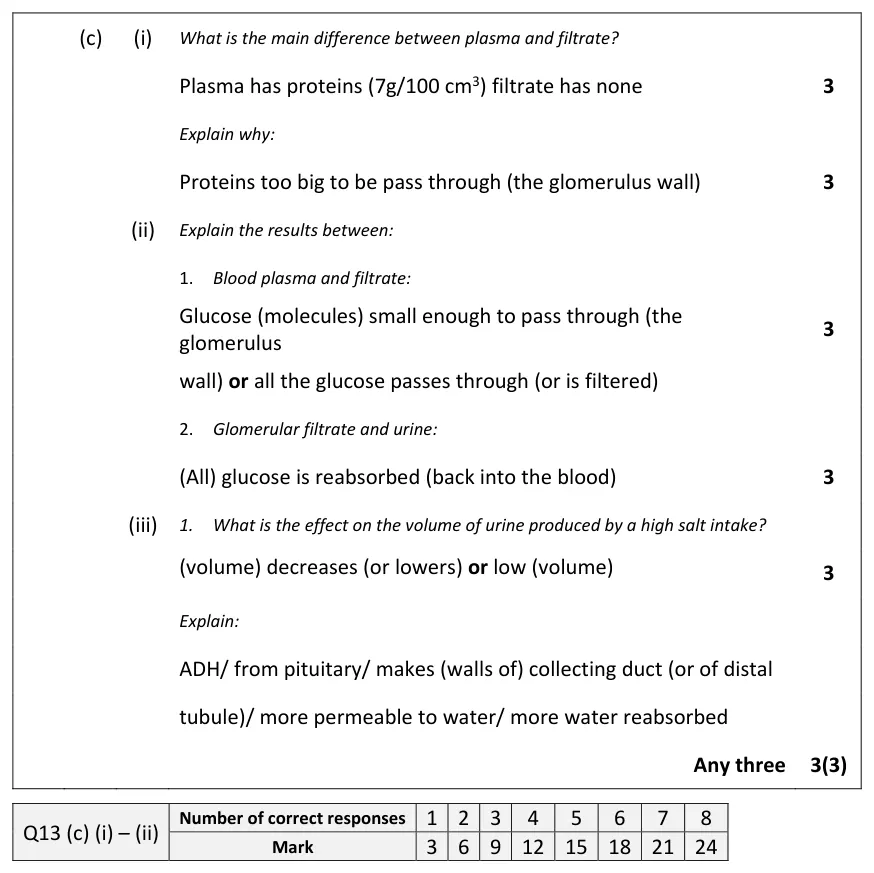 (c) (i) What is the main difference between plasma and filtrate?
Plasma has proteins (7g/100 cm³) filtrate has none 3
Explain why:
Proteins too big to be pass through (the glomerulus wall) 3
(ii) Explain the results between:
1. Blood plasma and filtrate:
Glucose (molecules) small enough to pass through (the
glomerulus 3
wall) or all the glucose passes through (or is filtered)
2. Glomerular filtrate and urine:
(All) glucose is reabsorbed (back into the blood) 3
(iii) 1. What is the effect on the volume of urine produced by a high salt intake?
(volume) decreases (or lowers) or low (volume) 3
Explain:
ADH/ from pituitary/ makes (walls of) collecting duct (or of distal
tubule)/ more permeable to water/ more water reabsorbed
Any three 3(3)
Q13 (c) (i) – (ii)
Number of correct responses 1 2 3 4 5 6 7 8
Mark 3 6 9 12 15 18 21 24